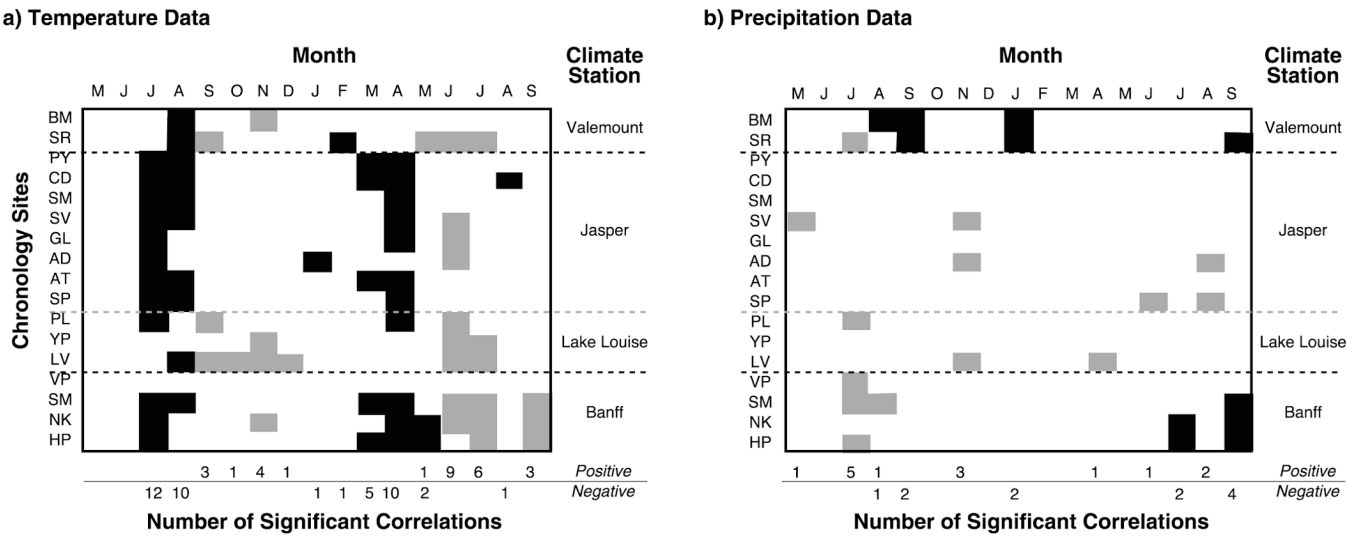 a) Temperature Data
Month
Climate
Station
M J J A S O N D J F M A M J J A S
Chronology Sites
BM
SR
PY
CD
SM
SV
GL
AD
AT
SP
PL
YP
LV
VP
SM
NK
HP
Valemount
Jasper
Lake Louise
Banff
3 1 4 1 1 9 6 3 Positive
12 10 1 1 5 10 2 1 Negative
Number of Significant Correlations
b) Precipitation Data
Month
Climate
Station
M J J A S O N D J F M A M J J A S
BM
SR
PY
CD
SM
SV
GL
AD
AT
SP
PL
YP
LV
VP
SM
NK
HP
Valemount
Jasper
Lake Louise
Banff
1 5 1 3 1 1 2 Positive
1 2 2 2 4 Negative
Number of Significant Correlations